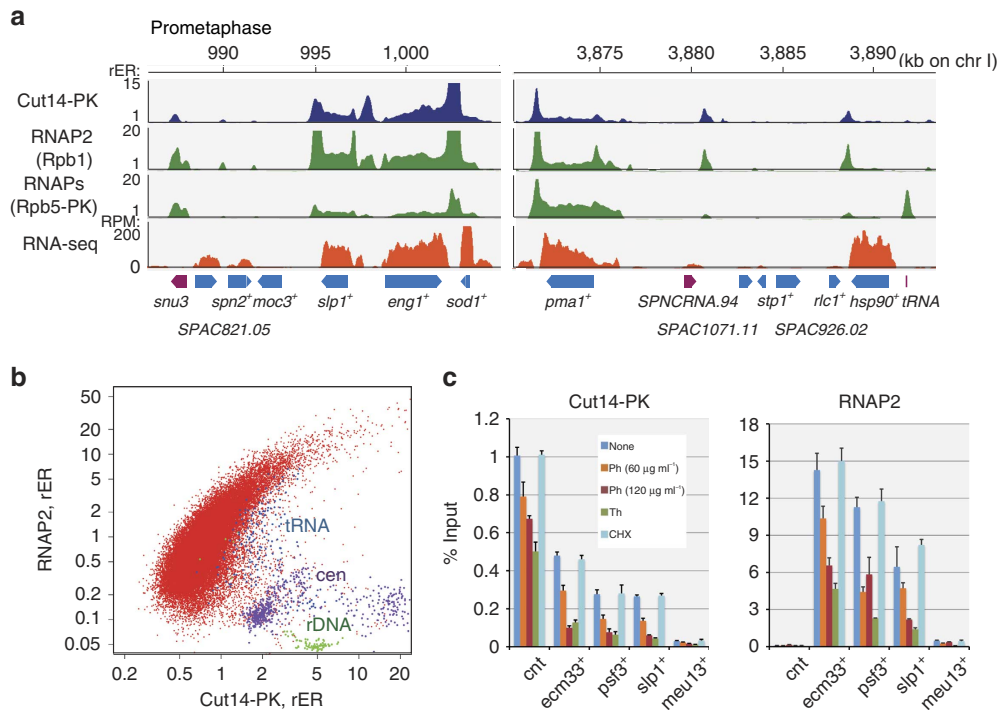 a
Prometaphase
990 995 1,000 3,875 3,880 3,885 3,890 (kb on chr I)
rER:
Cut14-PK 15 1
RNAP2 (Rpb1) 20 1
RNAPs (Rpb5-PK) 20 1
RPM:
RNA-seq 200 0
snu3 spn2+ moc3+ slp1+ eng1+ sod1+ pma1+ SPNCRNA.94 stp1+ rlc1+ hsp90+ tRNA
SPAC821.05 SPAC1071.11 SPAC926.02
b
RNAP2, rER
50
20
10
5
2
1
0.5
0.2
0.1
0.05
tRNA
cen
rDNA
0.2 0.5 1 2 5 10 20
Cut14-PK, rER
c
Cut14-PK
% Input
1.2
1
0.8
0.6
0.4
0.2
0
None
Ph (60 μg ml−1)
Ph (120 μg ml−1)
Th
CHX
cnt ecm33+ psf3+ slp1+ meu13+
RNAP2
18
15
12
9
6
3
0
cnt ecm33+ psf3+ slp1+ meu13+